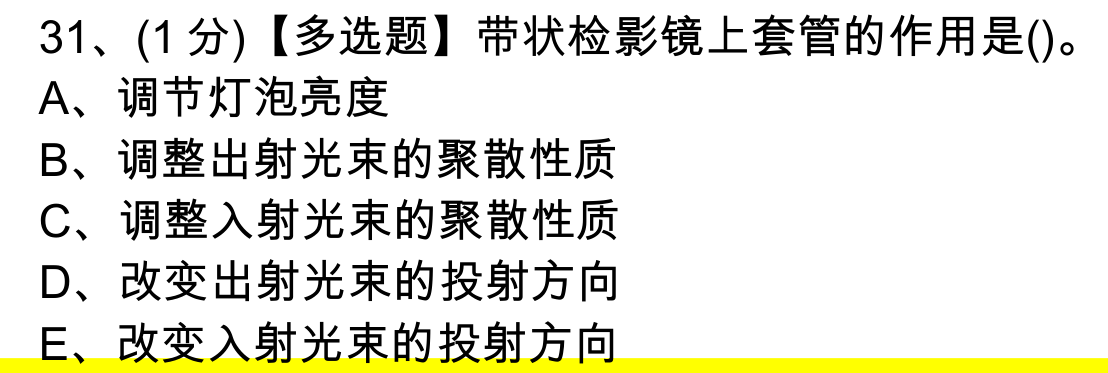 31、(1分)【多选题】带状检影镜上套管的作用是()。
A、调节灯泡亮度
B、调整出射光束的聚散性质
C、调整入射光束的聚散性质
D、改变出射光束的投射方向
E、改变入射光束的投射方向